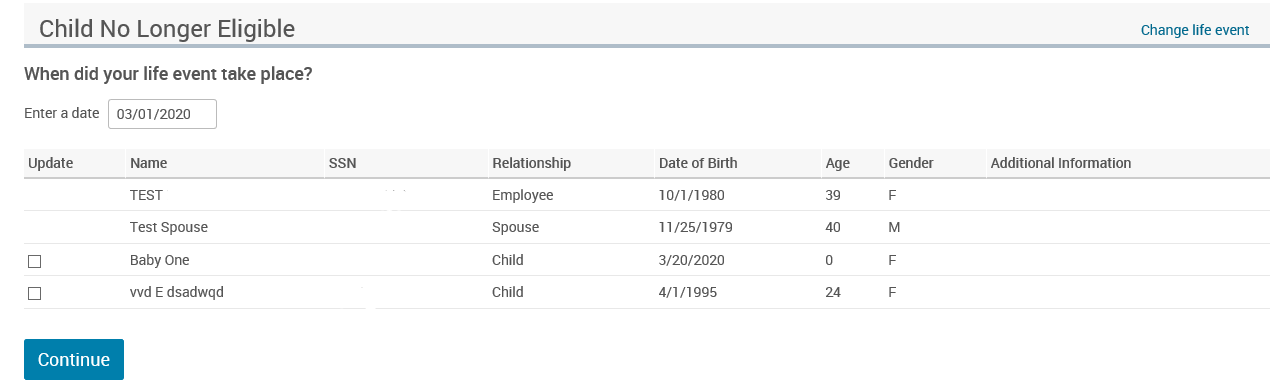 Child No Longer Eligible Change life event
When did your life event take place?
Enter a date 03/01/2020
Update Name SSN Relationship Date of Birth Age Gender Additional Information
TEST Employee 10/1/1980 39 F
Test Spouse Spouse 11/25/1979 40 M
Baby One Child 3/20/2020 0 F
vvd E dsadwqd Child 4/1/1995 24 F
Continue